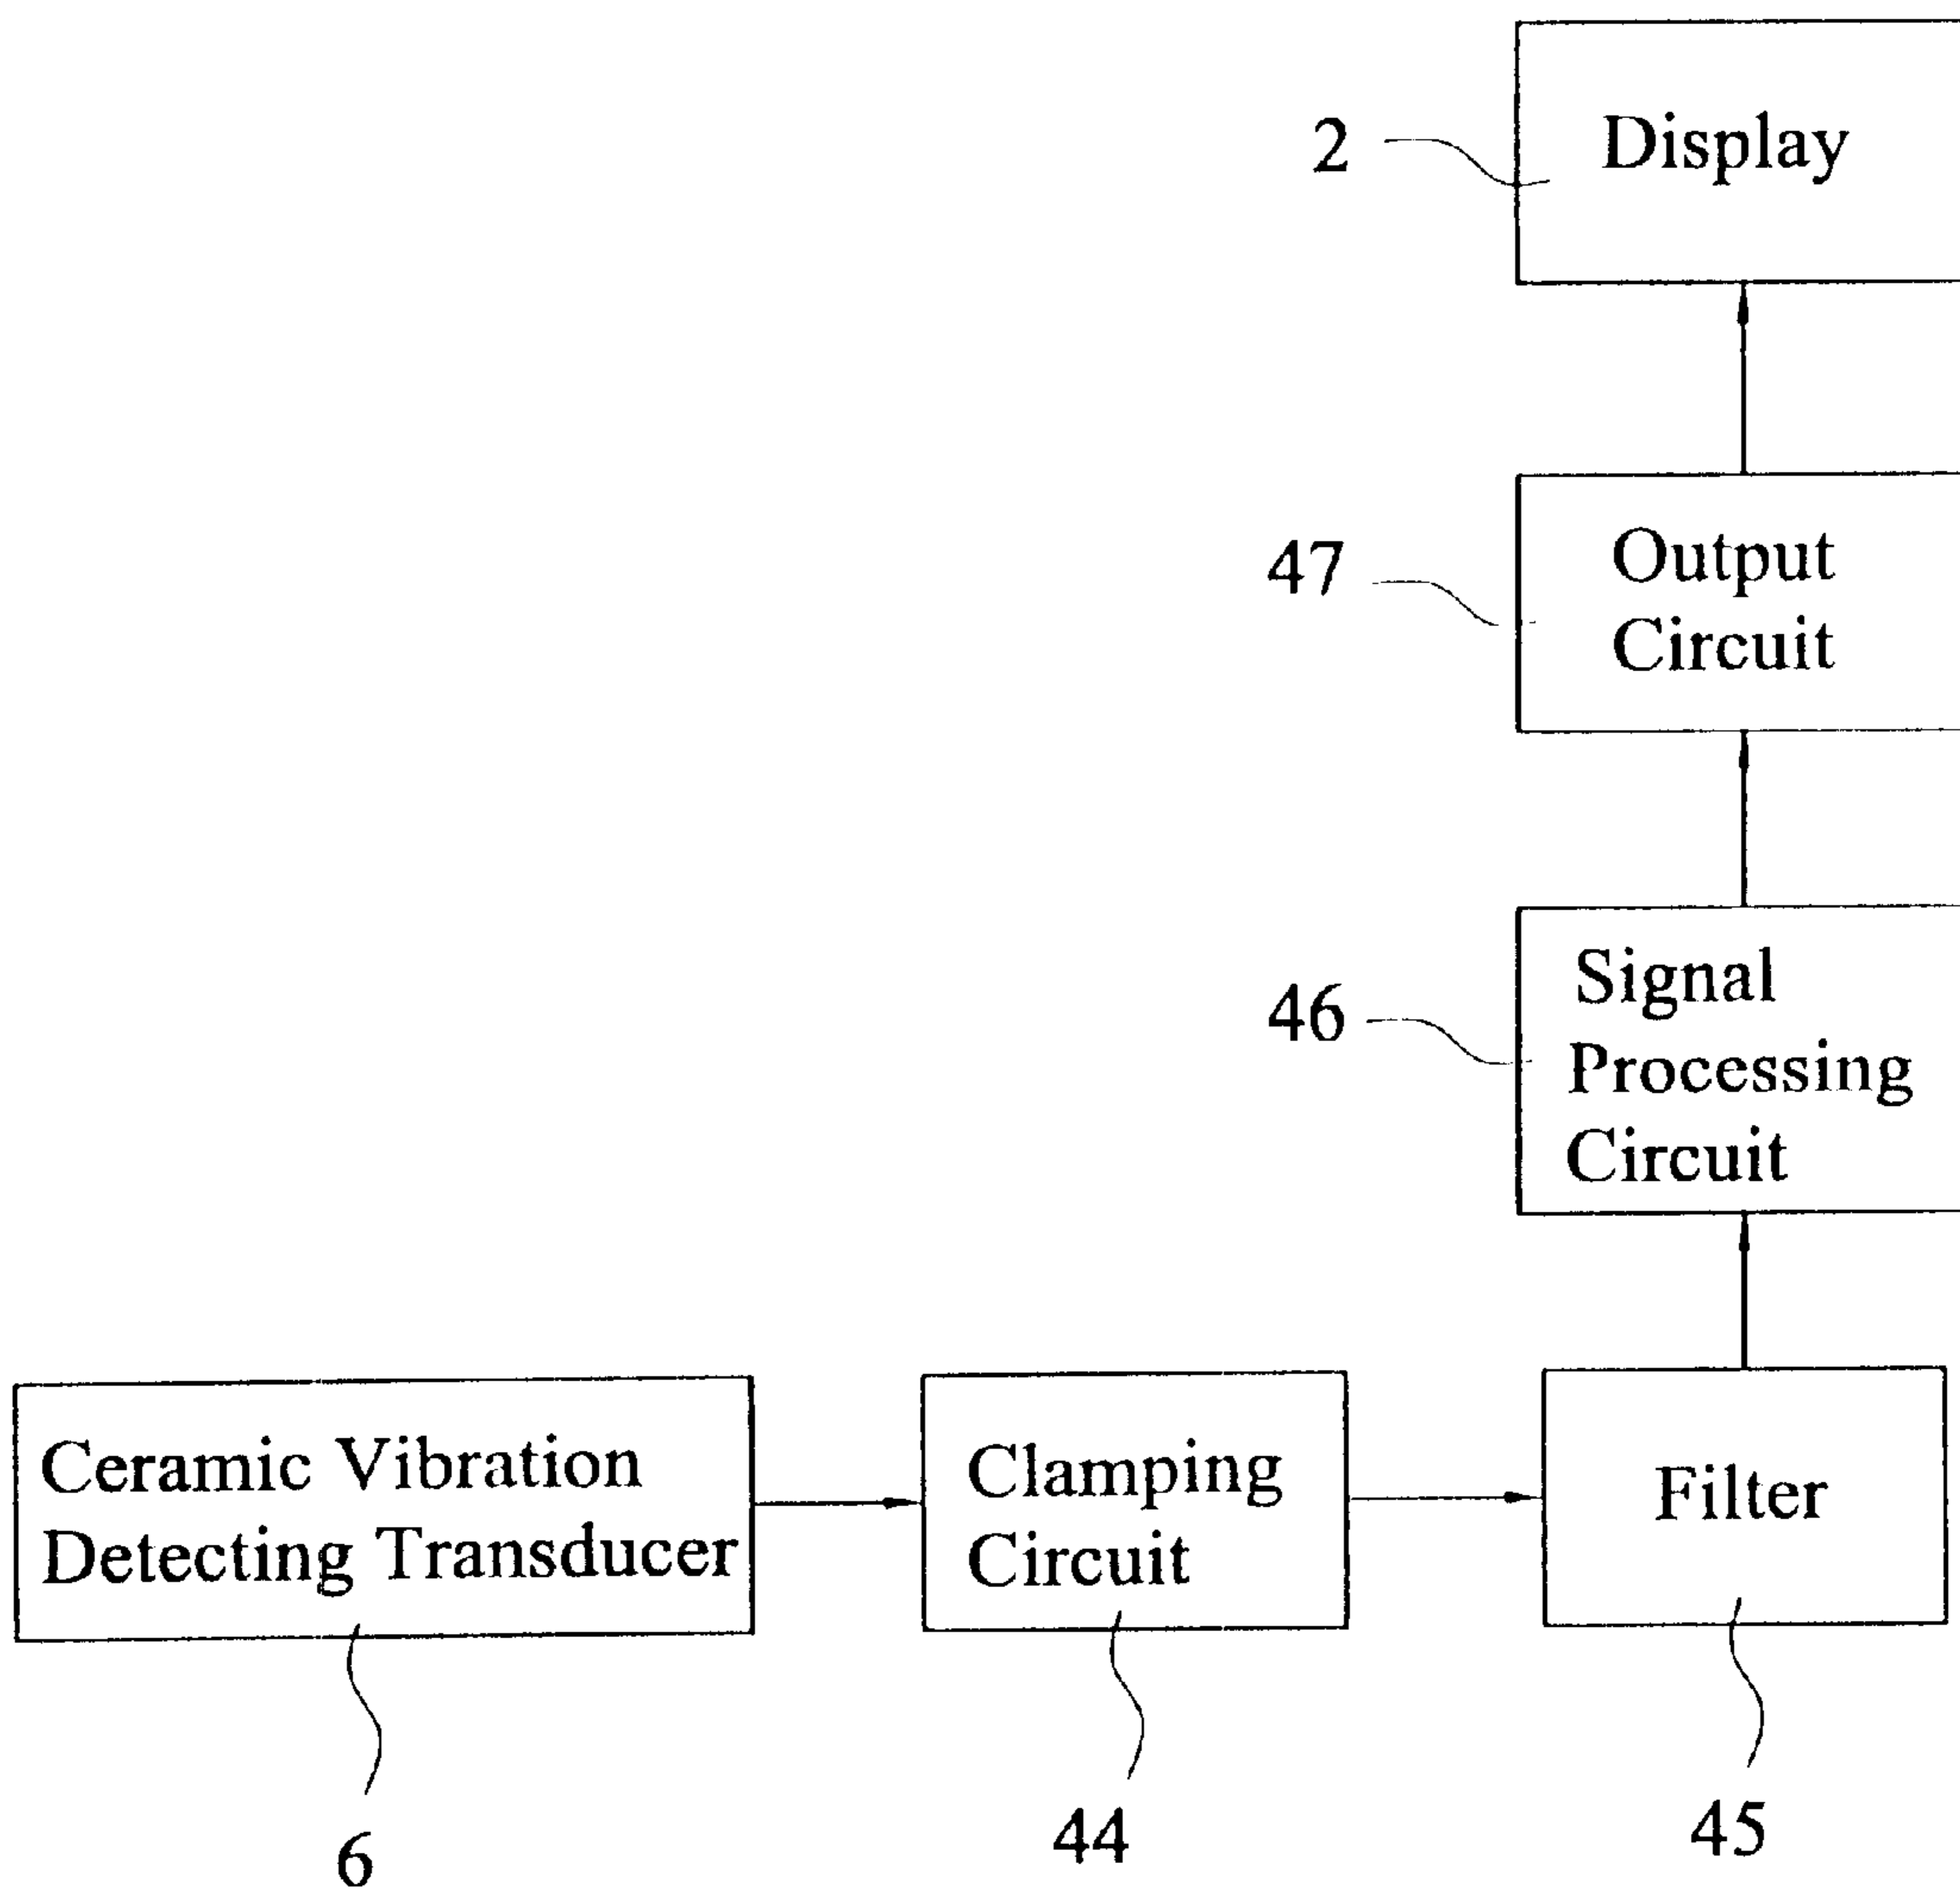 2
Display
47
Output
Circuit
46
Signal
Processing
Circuit
Ceramic Vibration
Detecting Transducer
Clamping
Circuit
Filter
6
44
45